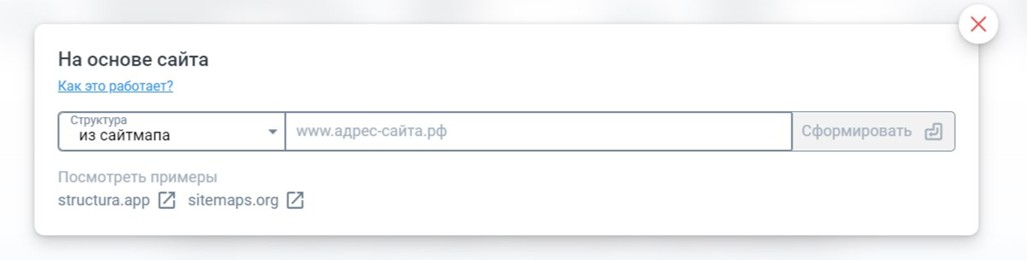 На основе сайта
Как это работает?
Структура
из сайтмапа
www.адрес-сайта.рф
Сформировать
Посмотреть примеры
structura.app sitemaps.org